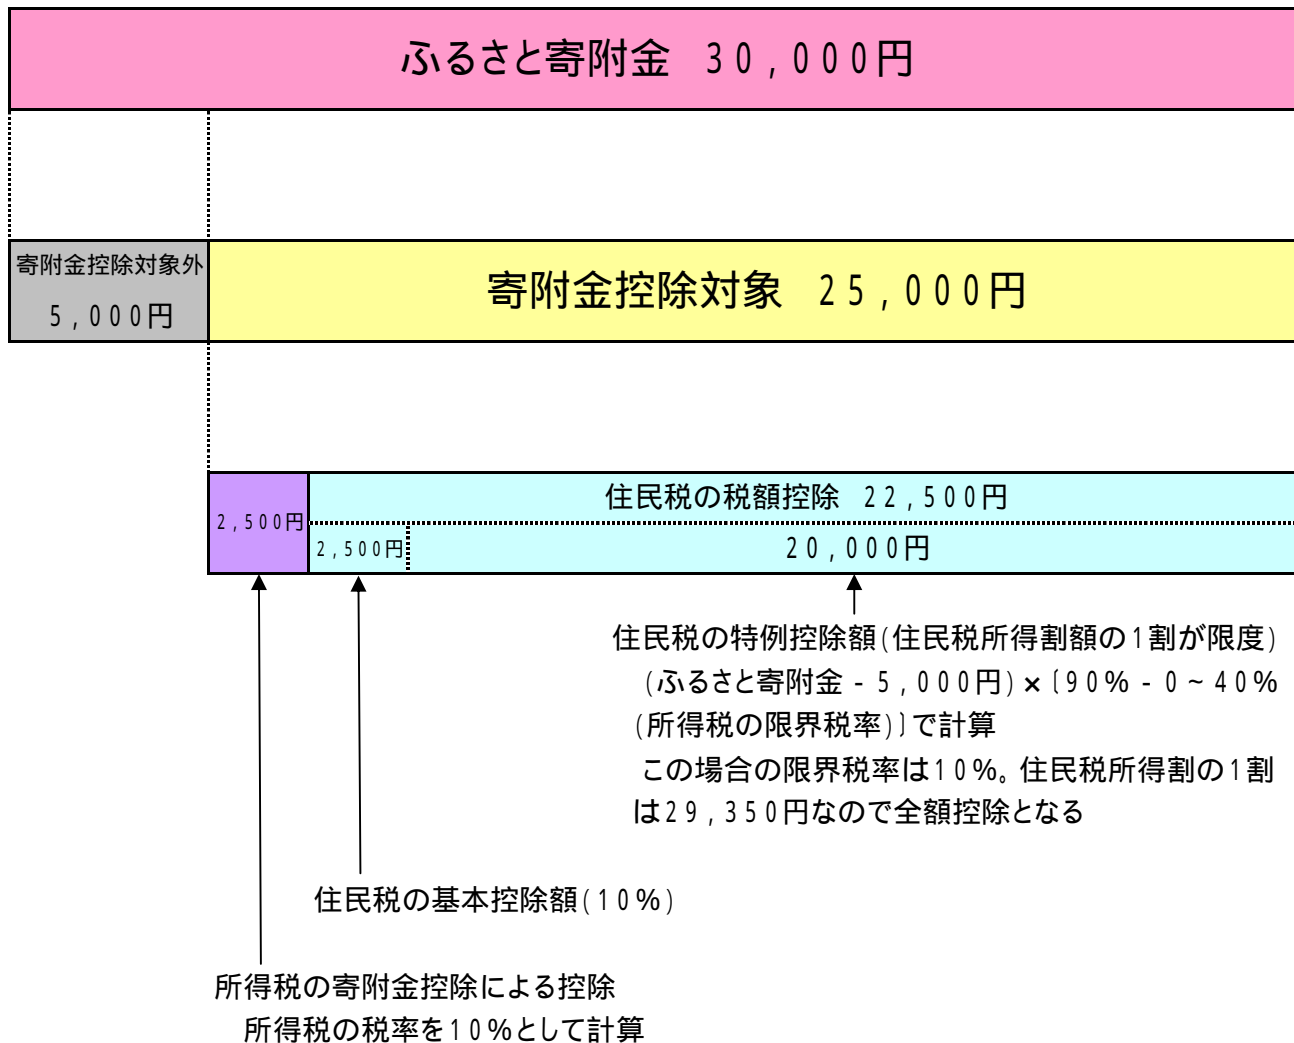 ふるさと寄附金 30,000円
寄附金控除対象外
5,000円
寄附金控除対象 25,000円
2,500円
住民税の税額控除 22,500円
2,500円
20,000円
住民税の特例控除額(住民税所得割額の1割が限度)
(ふるさと寄附金-5,000円)×〔90%-0~40%
(所得税の限界税率)〕で計算
この場合の限界税率は10%。住民税所得割の1割
は29,350円なので全額控除となる
住民税の基本控除額(10%)
所得税の寄附金控除による控除
所得税の税率を10%として計算